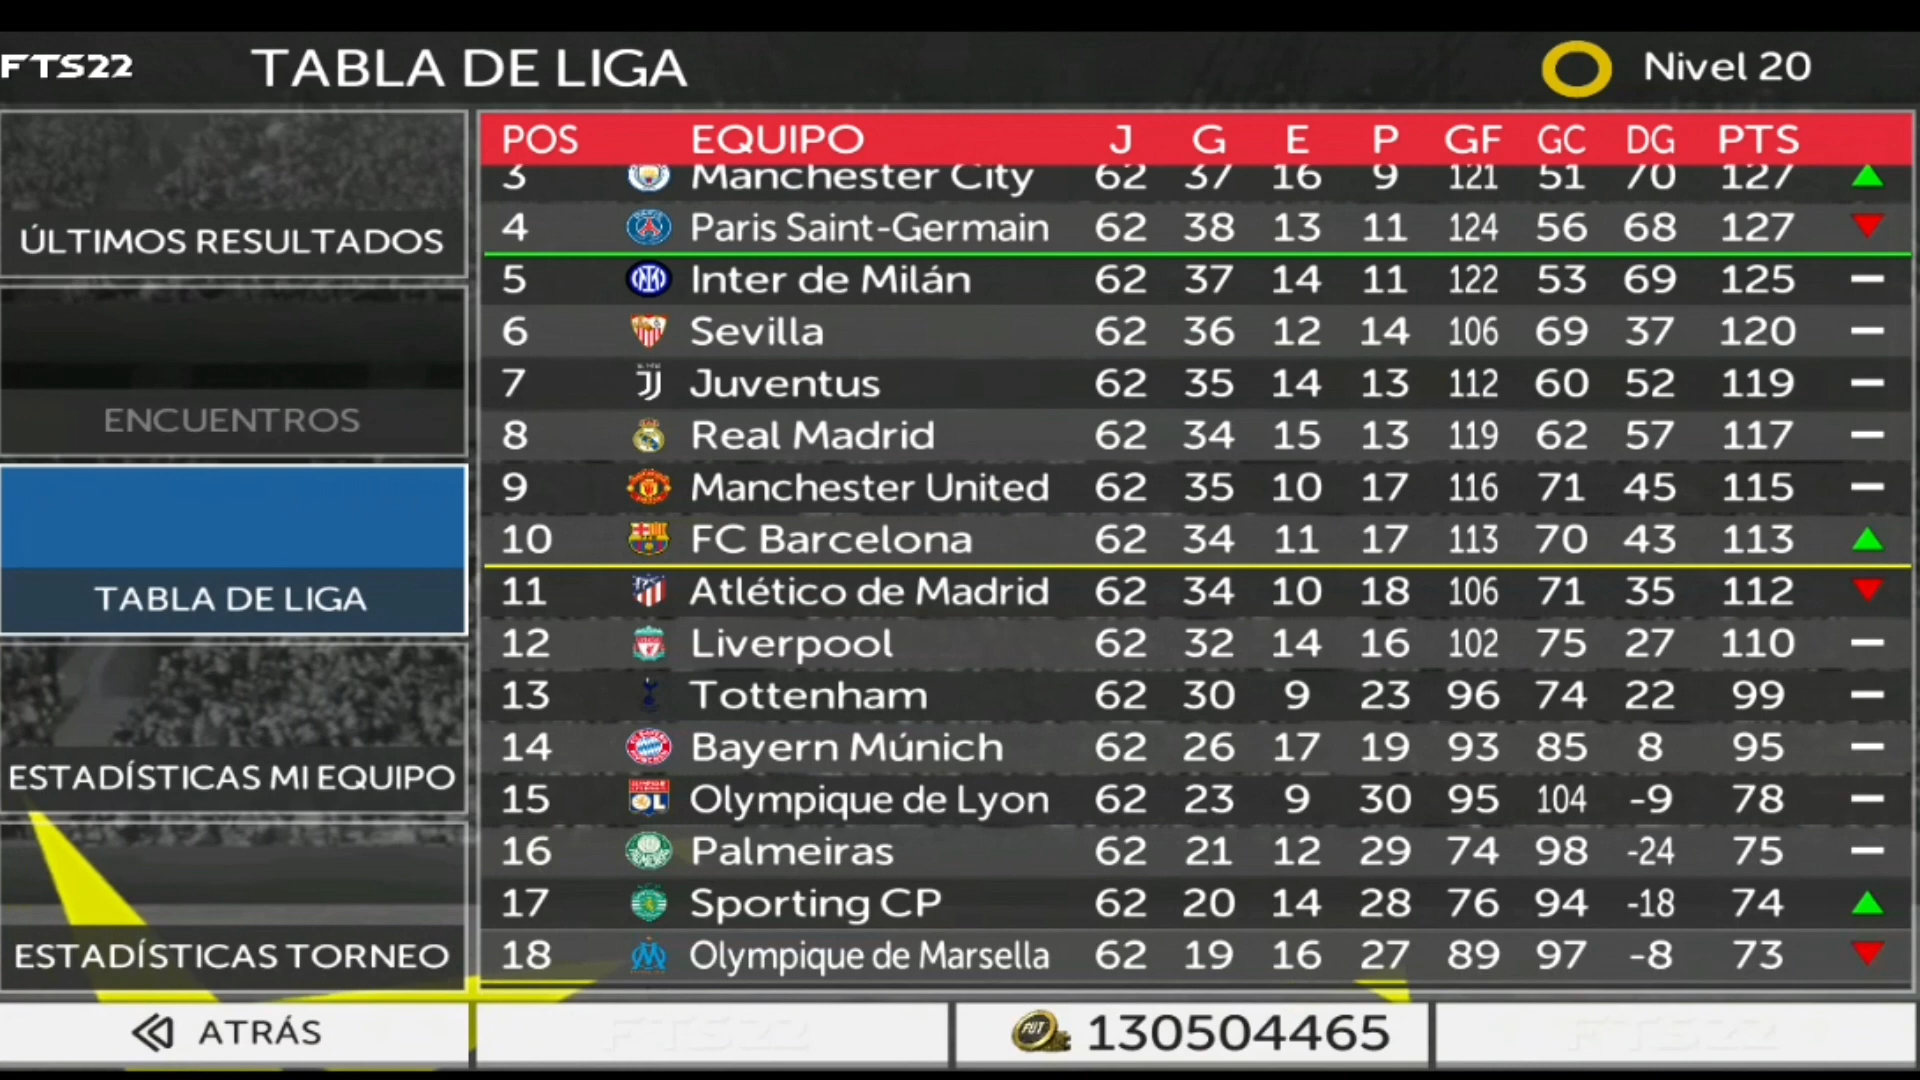 FTS22 TABLA DE LIGA Nivel 20
ÚLTIMOS RESULTADOS
ENCUENTROS
TABLA DE LIGA
ESTADÍSTICAS MI EQUIPO
ESTADÍSTICAS TORNEO
POS EQUIPO J G E P GF GC DG PTS
3 Manchester City 62 37 16 9 121 51 70 127
4 Paris Saint-Germain 62 38 13 11 124 56 68 127
5 Inter de Milán 62 37 14 11 122 53 69 125
6 Sevilla 62 36 12 14 106 69 37 120
7 Juventus 62 35 14 13 112 60 52 119
8 Real Madrid 62 34 15 13 119 62 57 117
9 Manchester United 62 35 10 17 116 71 45 115
10 FC Barcelona 62 34 11 17 113 70 43 113
11 Atlético de Madrid 62 34 10 18 106 71 35 112
12 Liverpool 62 32 14 16 102 75 27 110
13 Tottenham 62 30 9 23 96 74 22 99
14 Bayern Múnich 62 26 17 19 93 85 8 95
15 Olympique de Lyon 62 23 9 30 95 104 -9 78
16 Palmeiras 62 21 12 29 74 98 -24 75
17 Sporting CP 62 20 14 28 76 94 -18 74
18 Olympique de Marsella 62 19 16 27 89 97 -8 73
ATRÁS FTS22 FUT 130504465 FTS22